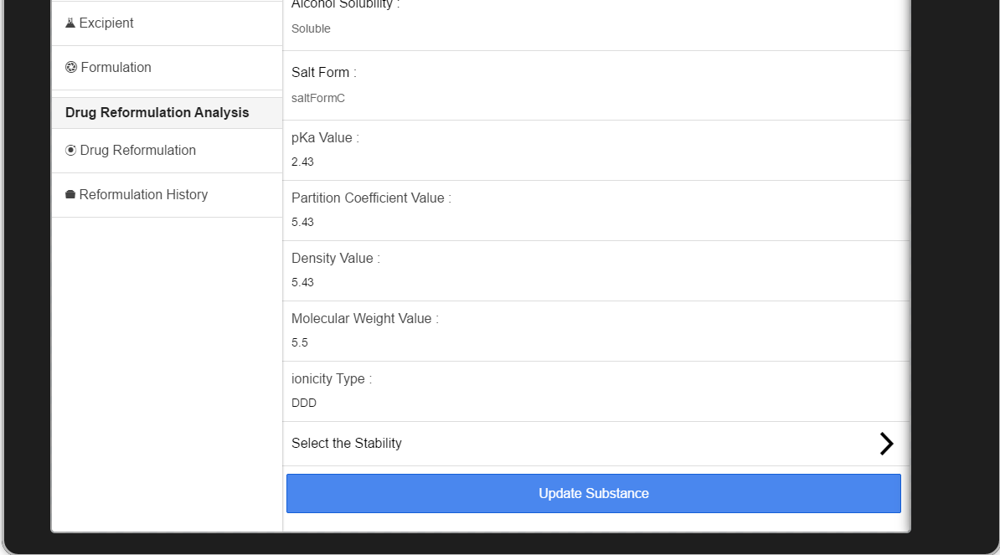 Excipient
Formulation
Drug Reformulation Analysis
Drug Reformulation
Reformulation History
Alcohol Solubility :
Soluble
Salt Form :
saltFormC
pKa Value :
2.43
Partition Coefficient Value :
5.43
Density Value :
5.43
Molecular Weight Value :
5.5
ionicity Type :
DDD
Select the Stability
Update Substance